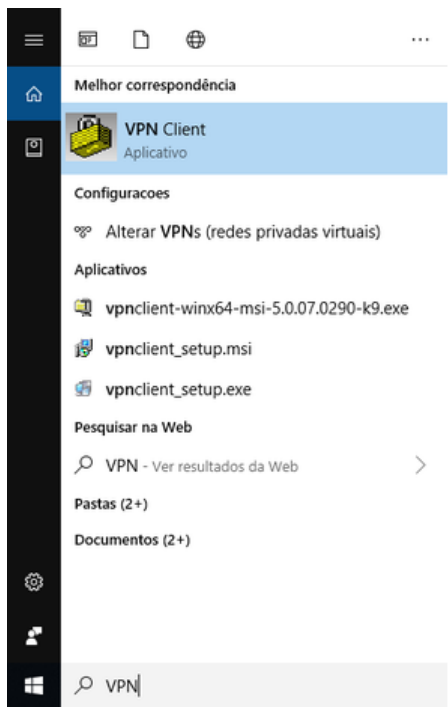 ...
Melhor correspondência
VPN Client
Aplicativo
Configuracoes
Alterar VPNs (redes privadas virtuais)
Aplicativos
vpnclient-winx64-msi-5.0.07.0290-k9.exe
vpnclient_setup.msi
vpnclient_setup.exe
Pesquisar na Web
VPN - Ver resultados da Web
Pastas (2+)
Documentos (2+)
VPN